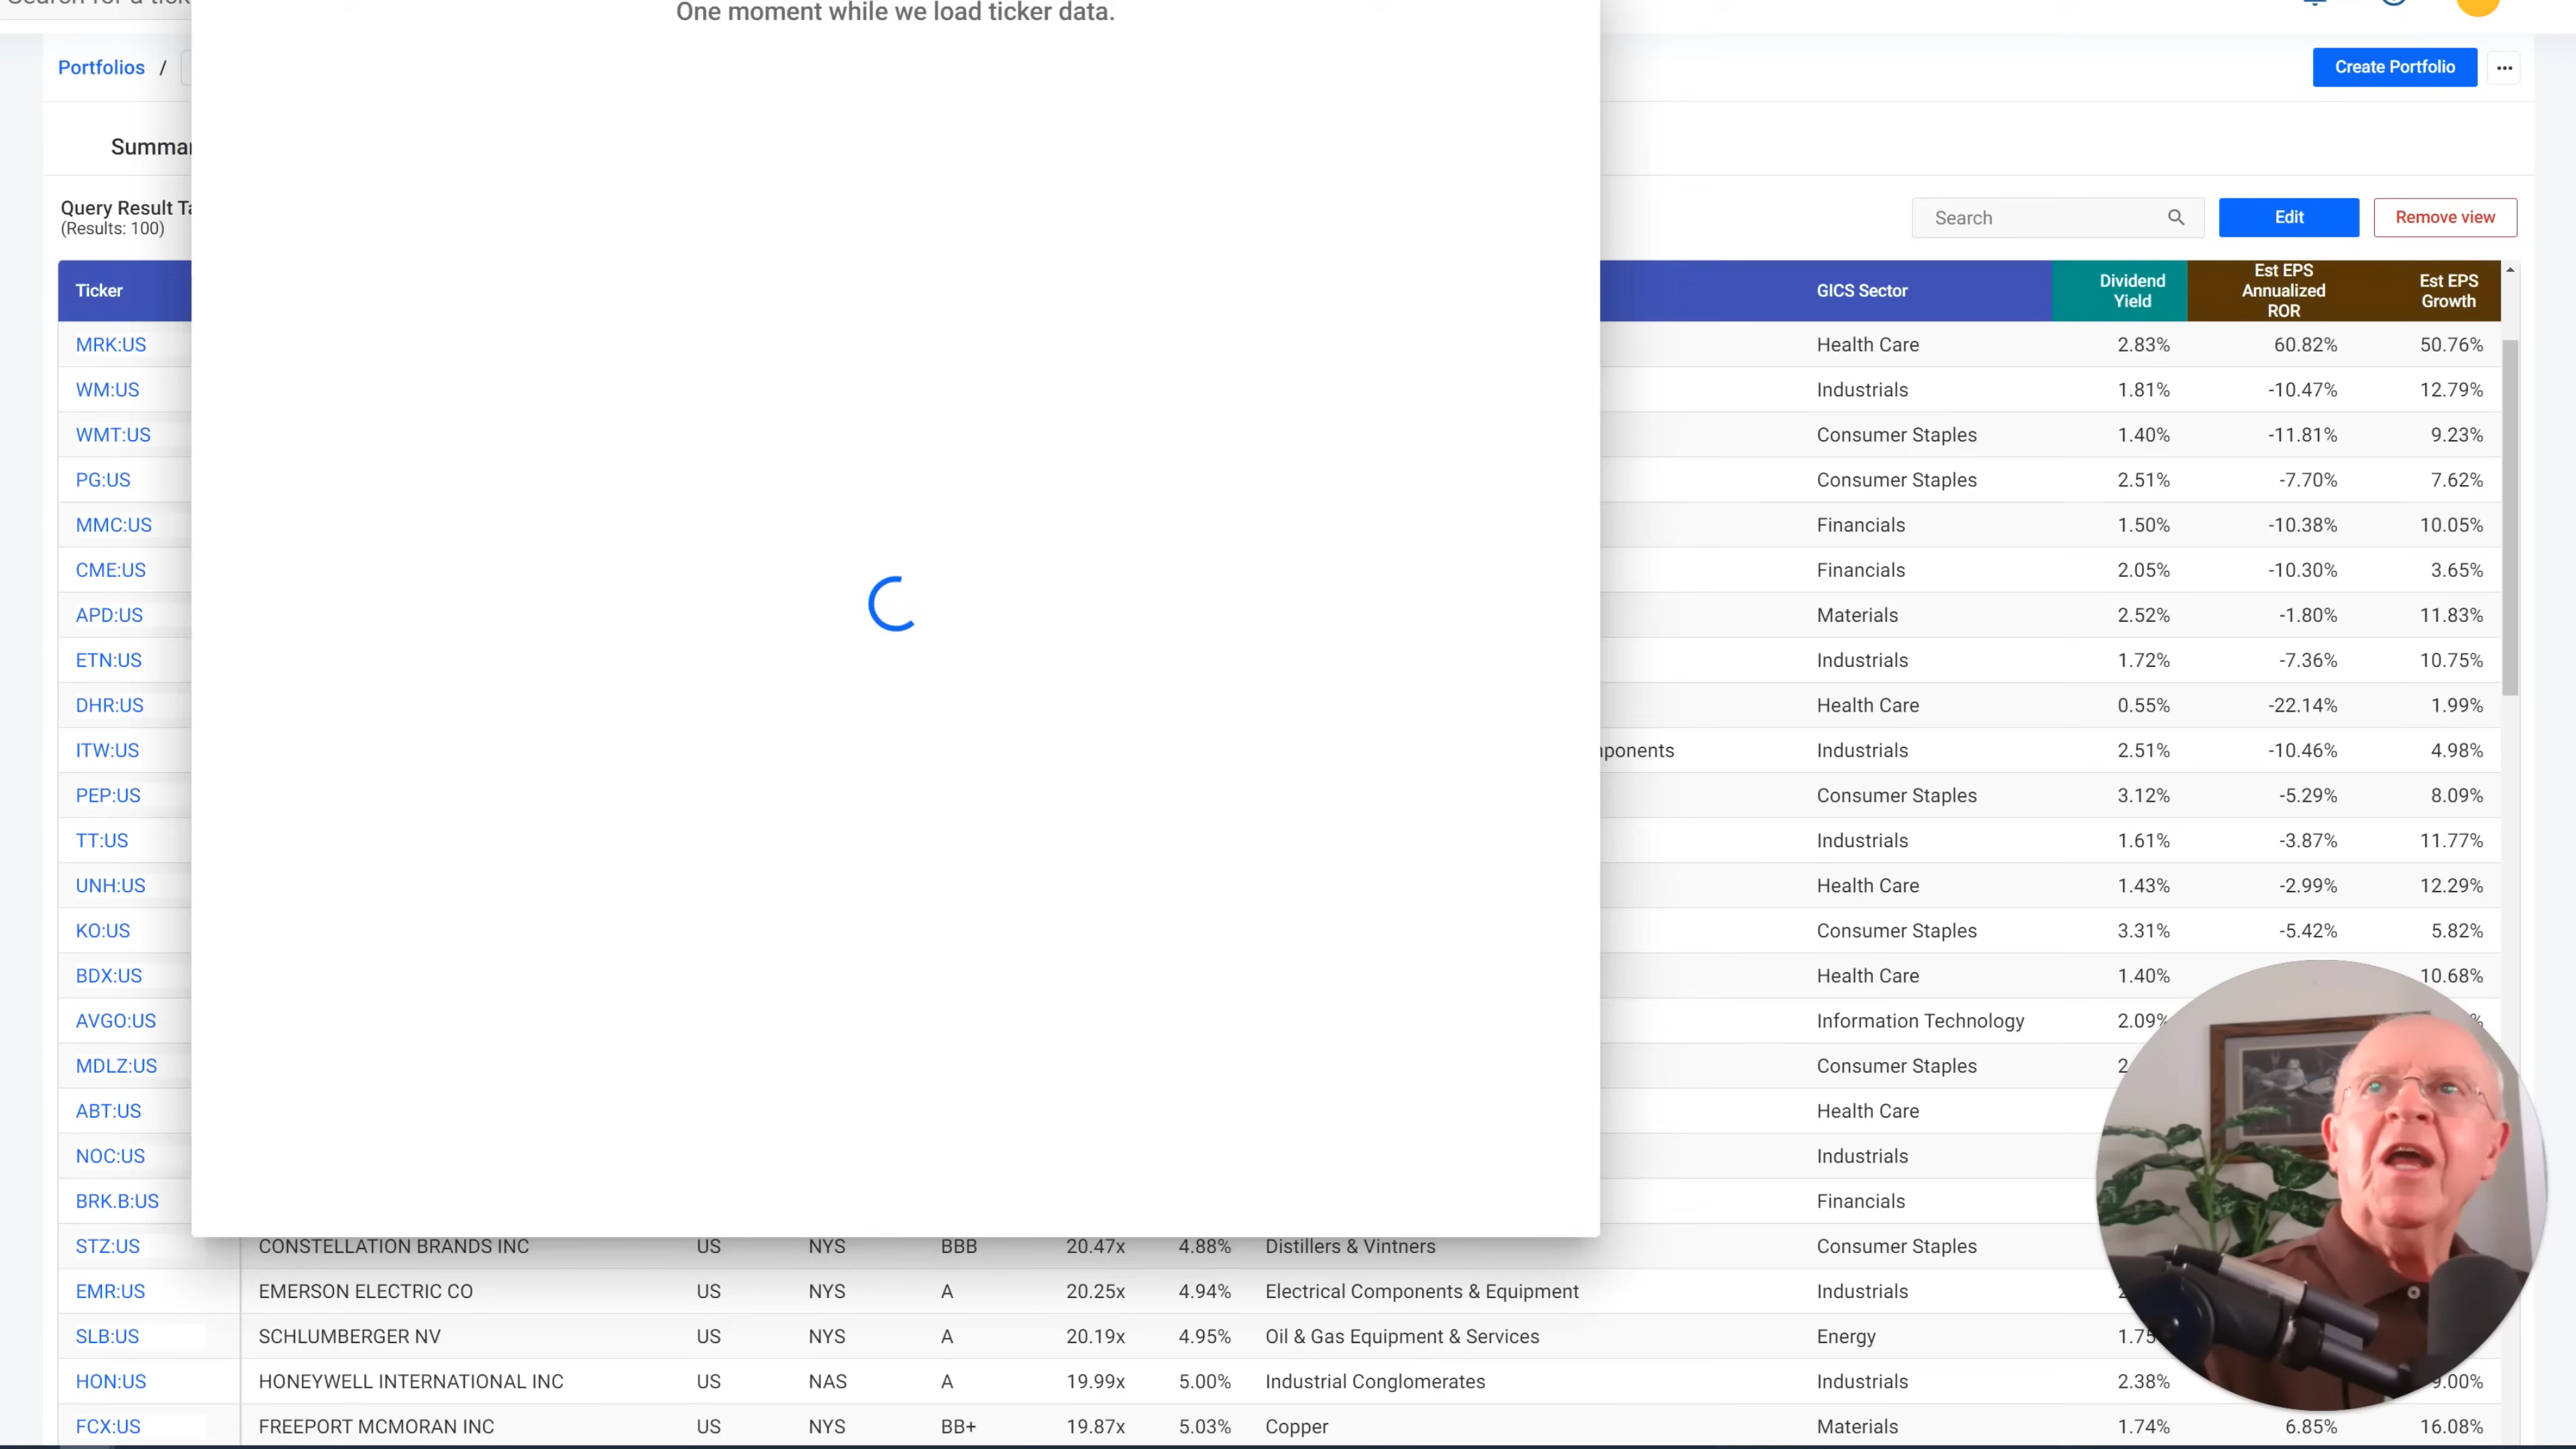 One moment while we load ticker data.
Portfolios /
Create Portfolio
...
Query Result
(Results: 100)
Search
Edit
Remove view
Ticker
GICS Sector
Dividend Yield
Est EPS Annualized ROR
Est EPS Growth
MRK:US Health Care 2.83% 60.82% 50.76%
WM:US Industrials 1.81% -10.47% 12.79%
WMT:US Consumer Staples 1.40% -11.81% 9.23%
PG:US Consumer Staples 2.51% -7.70% 7.62%
MMC:US Financials 1.50% -10.38% 10.05%
CME:US Financials 2.05% -10.30% 3.65%
APD:US Materials 2.52% -1.80% 11.83%
ETN:US Industrials 1.72% -7.36% 10.75%
DHR:US Health Care 0.55% -22.14% 1.99%
ITW:US Industrials 2.51% -10.46% 4.98%
PEP:US Consumer Staples 3.12% -5.29% 8.09%
TT:US Industrials 1.61% -3.87% 11.77%
UNH:US Health Care 1.43% -2.99% 12.29%
KO:US Consumer Staples 3.31% -5.42% 5.82%
BDX:US Health Care 1.40% 10.68%
AVGO:US Information Technology 2.09%
MDLZ:US Consumer Staples
ABT:US Health Care
NOC:US Industrials
BRK.B:US Financials
STZ:US CONSTELLATION BRANDS INC US NYS BBB 20.47x 4.88% Distillers & Vintners Consumer Staples
EMR:US EMERSON ELECTRIC CO US NYS A 20.25x 4.94% Electrical Components & Equipment Industrials
SLB:US SCHLUMBERGER NV US NYS A 20.19x 4.95% Oil & Gas Equipment & Services Energy 1.75
HON:US HONEYWELL INTERNATIONAL INC US NAS A 19.99x 5.00% Industrial Conglomerates Industrials 2.38% 9.00%
FCX:US FREEPORT MCMORAN INC US NYS BB+ 19.87x 5.03% Copper Materials 1.74% 6.85% 16.08%